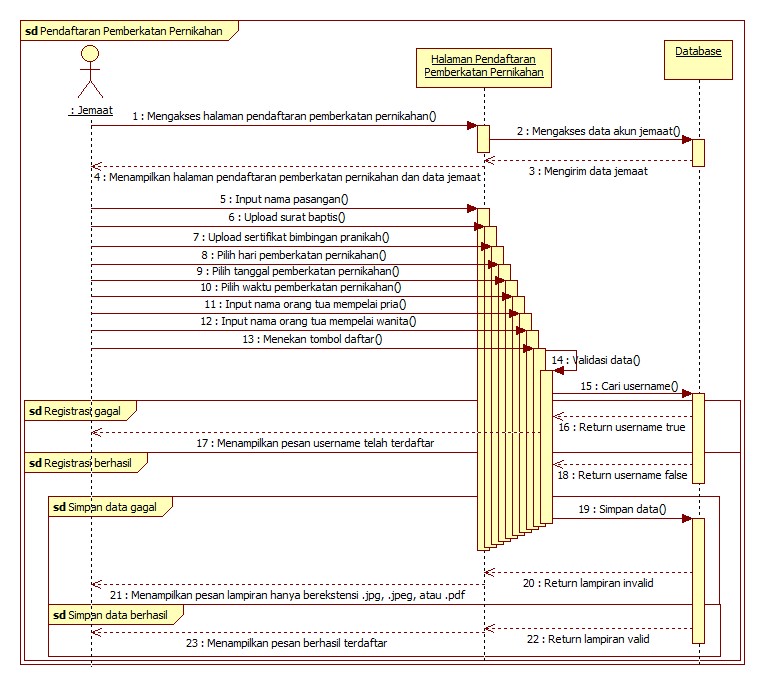 sd Pendaftaran Pemberkatan Pernikahan
Halaman Pendaftaran
Pemberkatan Pernikahan
Database
: Jemaat
1 : Mengakses halaman pendaftaran pemberkatan pernikahan()
2 : Mengakses data akun jemaat()
3 : Mengirim data jemaat
4 : Menampilkan halaman pendaftaran pemberkatan pernikahan dan data jemaat
5 : Input nama pasangan()
6 : Upload surat baptis()
7 : Upload sertifikat bimbingan pranikah()
8 : Pilih hari pemberkatan pernikahan()
9 : Pilih tanggal pemberkatan pernikahan()
10 : Pilih waktu pemberkatan pernikahan()
11 : Input nama orang tua mempelai pria()
12 : Input nama orang tua mempelai wanita()
13 : Menekan tombol daftar()
14 : Validasi data()
15 : Cari username()
sd Registrasi gagal
16 : Return username true
17 : Menampilkan pesan username telah terdaftar
sd Registrasi berhasil
18 : Return username false
sd Simpan data gagal
19 : Simpan data()
20 : Return lampiran invalid
21 : Menampilkan pesan lampiran hanya berekstensi .jpg, .jpeg, atau .pdf
sd Simpan data berhasil
22 : Return lampiran valid
23 : Menampilkan pesan berhasil terdaftar